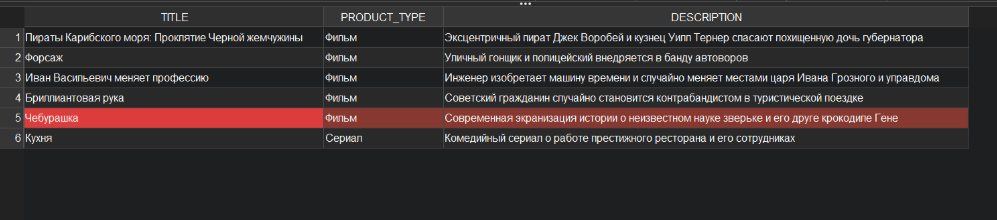 TITLE PRODUCT_TYPE DESCRIPTION
1 Пираты Карибского моря: Проклятие Черной жемчужины Фильм Эксцентричный пират Джек Воробей и кузнец Уилл Тернер спасают похищенную дочь губернатора
2 Форсаж Фильм Уличный гонщик и полицейский внедряется в банду автоворов
3 Иван Васильевич меняет профессию Фильм Инженер изобретает машину времени и случайно меняет местами царя Ивана Грозного и управдома
4 Бриллиантовая рука Фильм Советский гражданин случайно становится контрабандистом в туристической поездке
5 Чебурашка Фильм Современная экранизация истории о неизвестном науке зверьке и его друге крокодиле Гене
6 Кухня Сериал Комедийный сериал о работе престижного ресторана и его сотрудниках